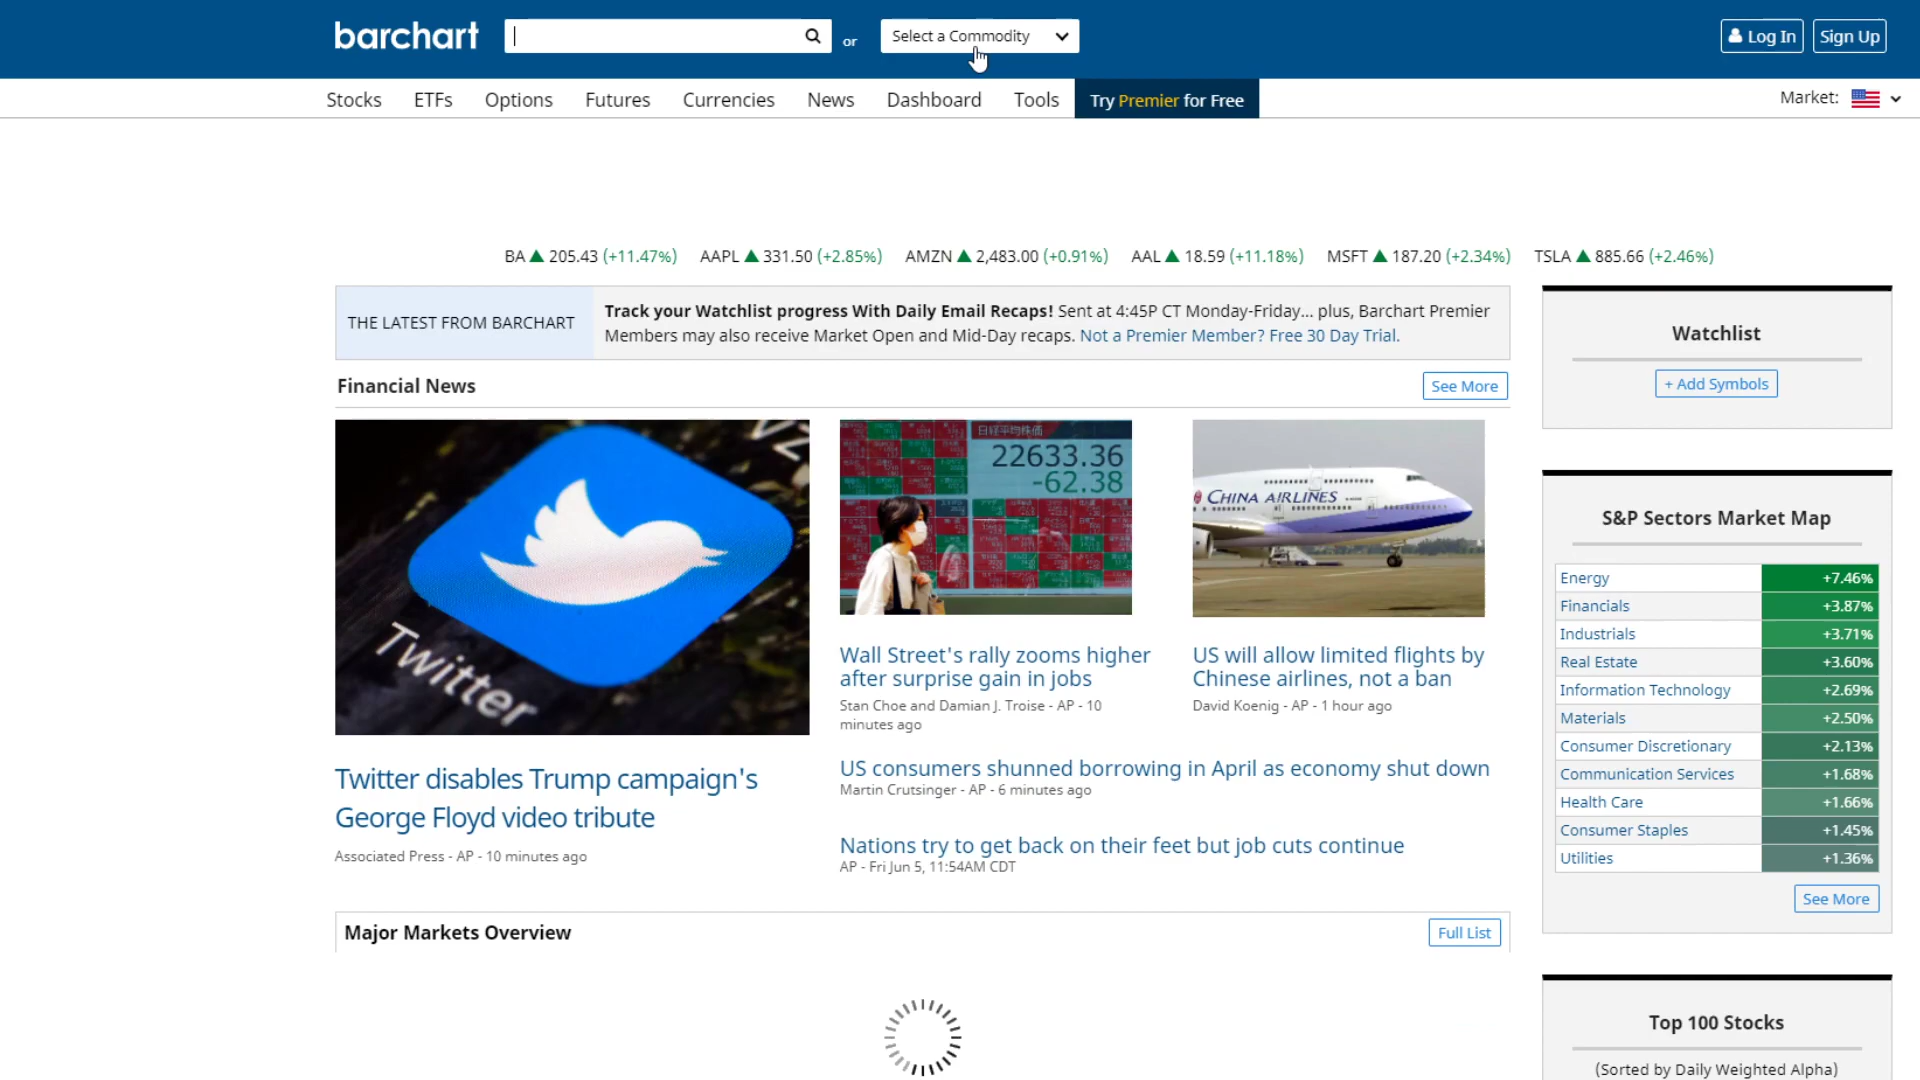 barchart
or
Select a Commodity
Log In
Sign Up
Stocks ETFs Options Futures Currencies News Dashboard Tools Try Premier for Free
Market:
BA ▲ 205.43 (+11.47%) AAPL ▲ 331.50 (+2.85%) AMZN ▲ 2,483.00 (+0.91%) AAL ▲ 18.59 (+11.18%) MSFT ▲ 187.20 (+2.34%) TSLA ▲ 885.66 (+2.46%)
THE LATEST FROM BARCHART
Track your Watchlist progress With Daily Email Recaps! Sent at 4:45P CT Monday-Friday... plus, Barchart Premier
Members may also receive Market Open and Mid-Day recaps. Not a Premier Member? Free 30 Day Trial.
Financial News
See More
Twitter
Twitter disables Trump campaign's
George Floyd video tribute
Associated Press - AP - 10 minutes ago
日経平均株価
22633.36
-62.38
Wall Street's rally zooms higher
after surprise gain in jobs
Stan Choe and Damian J. Troise - AP - 10
minutes ago
CHINA AIRLINES
US will allow limited flights by
Chinese airlines, not a ban
David Koenig - AP - 1 hour ago
US consumers shunned borrowing in April as economy shut down
Martin Crutsinger - AP - 6 minutes ago
Nations try to get back on their feet but job cuts continue
AP - Fri Jun 5, 11:54AM CDT
Major Markets Overview
Full List
Watchlist
+ Add Symbols
S&P Sectors Market Map
Energy +7.46%
Financials +3.87%
Industrials +3.71%
Real Estate +3.60%
Information Technology +2.69%
Materials +2.50%
Consumer Discretionary +2.13%
Communication Services +1.68%
Health Care +1.66%
Consumer Staples +1.45%
Utilities +1.36%
See More
Top 100 Stocks
(Sorted by Daily Weighted Alpha)